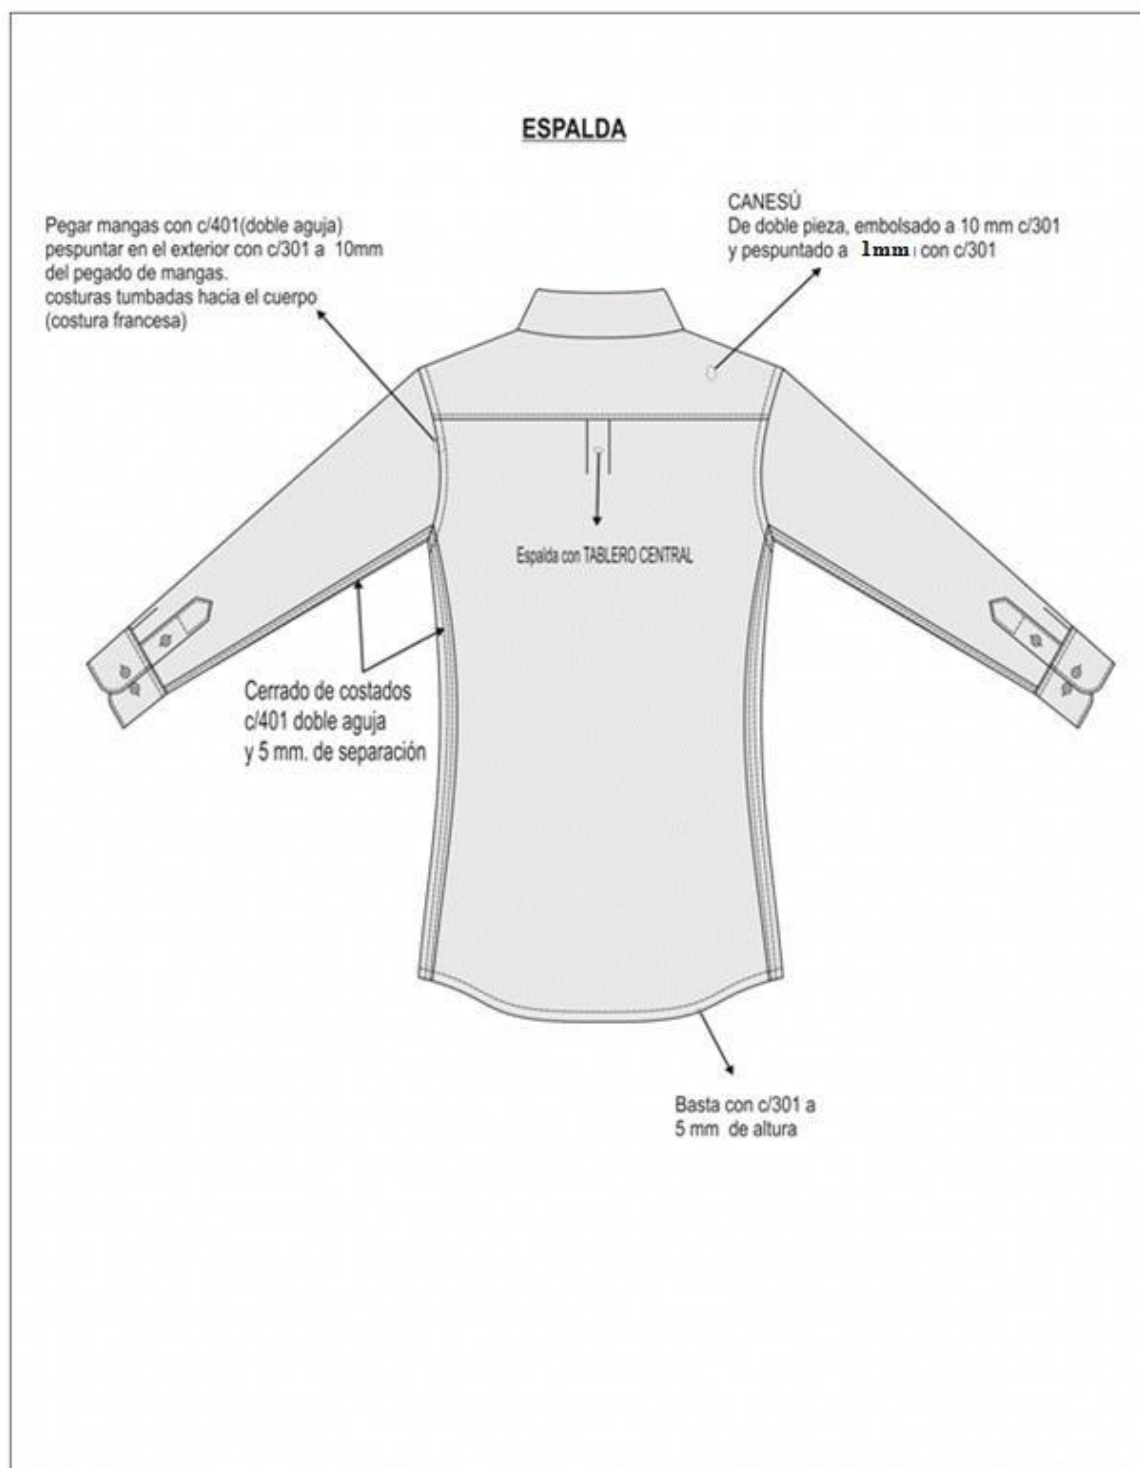 ESPALDA
Pegar mangas con c/401(doble aguja)
pespuntar en el exterior con c/301 a 10mm
del pegado de mangas.
costuras tumbadas hacia el cuerpo
(costura francesa)
CANESÚ
De doble pieza, embolsado a 10 mm c/301
y pespuntado a 1mm con c/301
Espalda con TABLERO CENTRAL
Cerrado de costados
c/401 doble aguja
y 5 mm. de separación
Basta con c/301 a
5 mm de altura